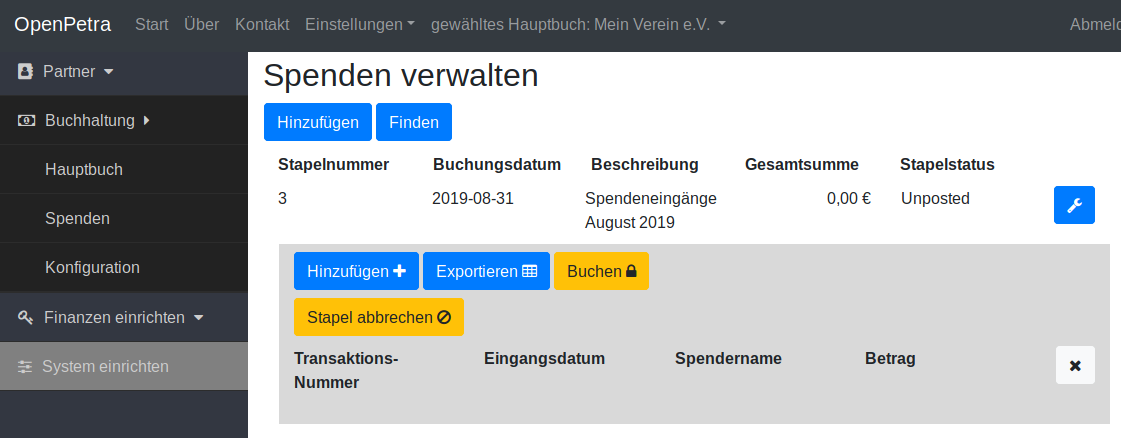 OpenPetra Start Über Kontakt Einstellungen gewähltes Hauptbuch: Mein Verein e.V.
Partner
Buchhaltung
Hauptbuch
Spenden
Konfiguration
Finanzen einrichten
System einrichten
Spenden verwalten
Hinzufügen Finden
Stapelnummer Buchungsdatum Beschreibung Gesamtsumme Stapelstatus
3 2019-08-31 Spendeneingänge 0,00 € Unposted
August 2019
Hinzufügen Exportieren Buchen
Stapel abbrechen
Transaktions- Eingangsdatum Spendername Betrag
Nummer